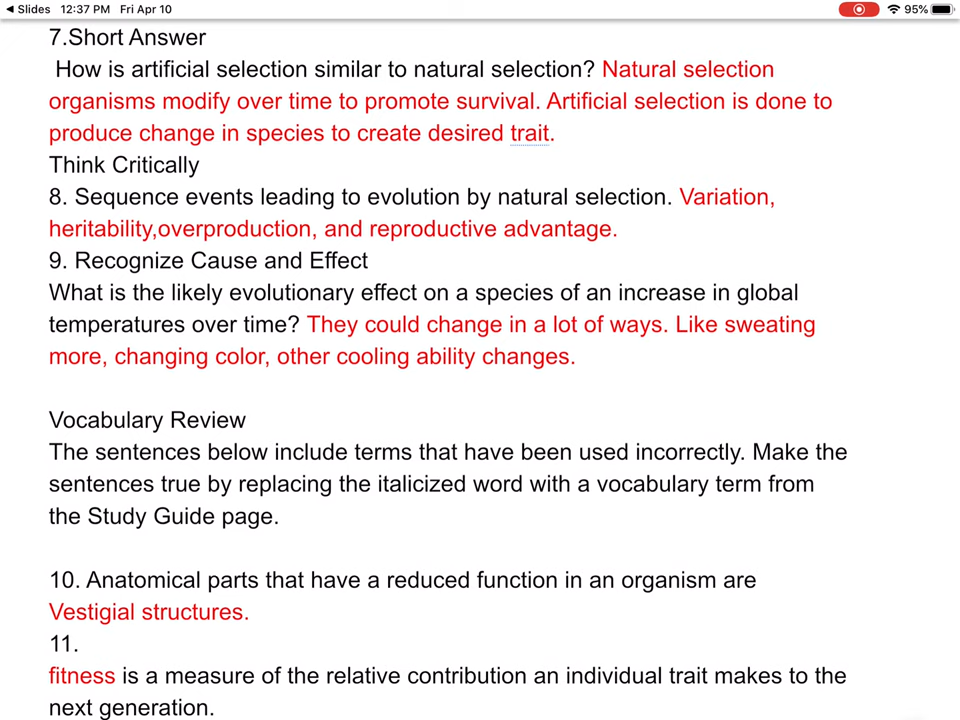 Slides 12:37 PM Fri Apr 10 95%
7.Short Answer
How is artificial selection similar to natural selection? Natural selection
organisms modify over time to promote survival. Artificial selection is done to
produce change in species to create desired trait.
Think Critically
8. Sequence events leading to evolution by natural selection. Variation,
heritability,overproduction, and reproductive advantage.
9. Recognize Cause and Effect
What is the likely evolutionary effect on a species of an increase in global
temperatures over time? They could change in a lot of ways. Like sweating
more, changing color, other cooling ability changes.
Vocabulary Review
The sentences below include terms that have been used incorrectly. Make the
sentences true by replacing the italicized word with a vocabulary term from
the Study Guide page.
10. Anatomical parts that have a reduced function in an organism are
Vestigial structures.
11.
fitness is a measure of the relative contribution an individual trait makes to the
next generation.